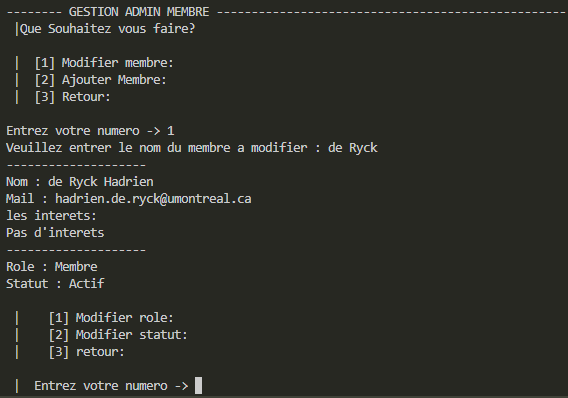 -------- GESTION ADMIN MEMBRE --------------------------------------------------
|Que Souhaitez vous faire?
|  [1] Modifier membre:
|  [2] Ajouter Membre:
|  [3] Retour:
Entrez votre numero -> 1
Veuillez entrer le nom du membre a modifier : de Ryck
--------------------
Nom : de Ryck Hadrien
Mail : hadrien.de.ryck@umontreal.ca
les interets:
Pas d'interets
--------------------
Role : Membre
Statut : Actif
|    [1] Modifier role:
|    [2] Modifier statut:
|    [3] retour:
|  Entrez votre numero ->